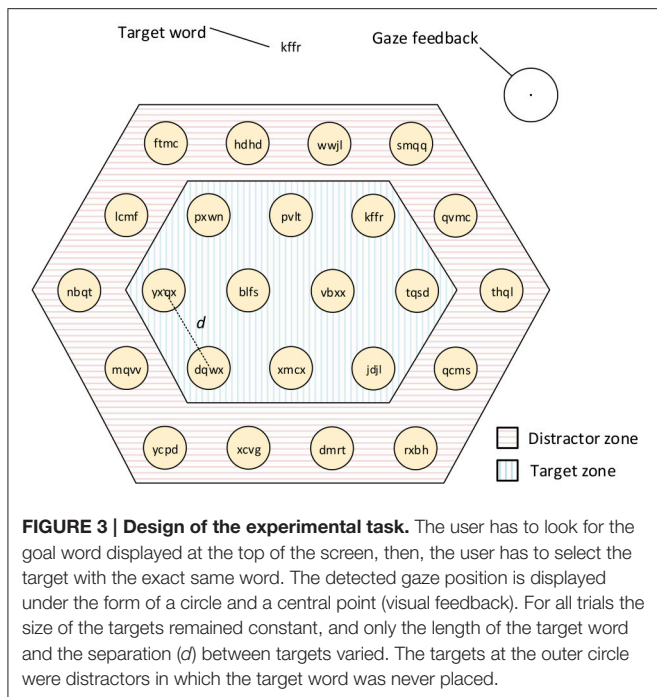 Target word
kffr
Gaze feedback
ftmc hdhd wwjl smqq
lcmf pxwn pvlt kffr qvmc
nbqt yxqx blfs vbxx tqsd thql
d
mqvv dqwx xmcx jdjl qcms
ycpd xcvg dmrt rxbh
Distractor zone
Target zone
FIGURE 3 | Design of the experimental task. The user has to look for the
goal word displayed at the top of the screen, then, the user has to select the
target with the exact same word. The detected gaze position is displayed
under the form of a circle and a central point (visual feedback). For all trials the
size of the targets remained constant, and only the length of the target word
and the separation (d) between targets varied. The targets at the outer circle
were distractors in which the target word was never placed.